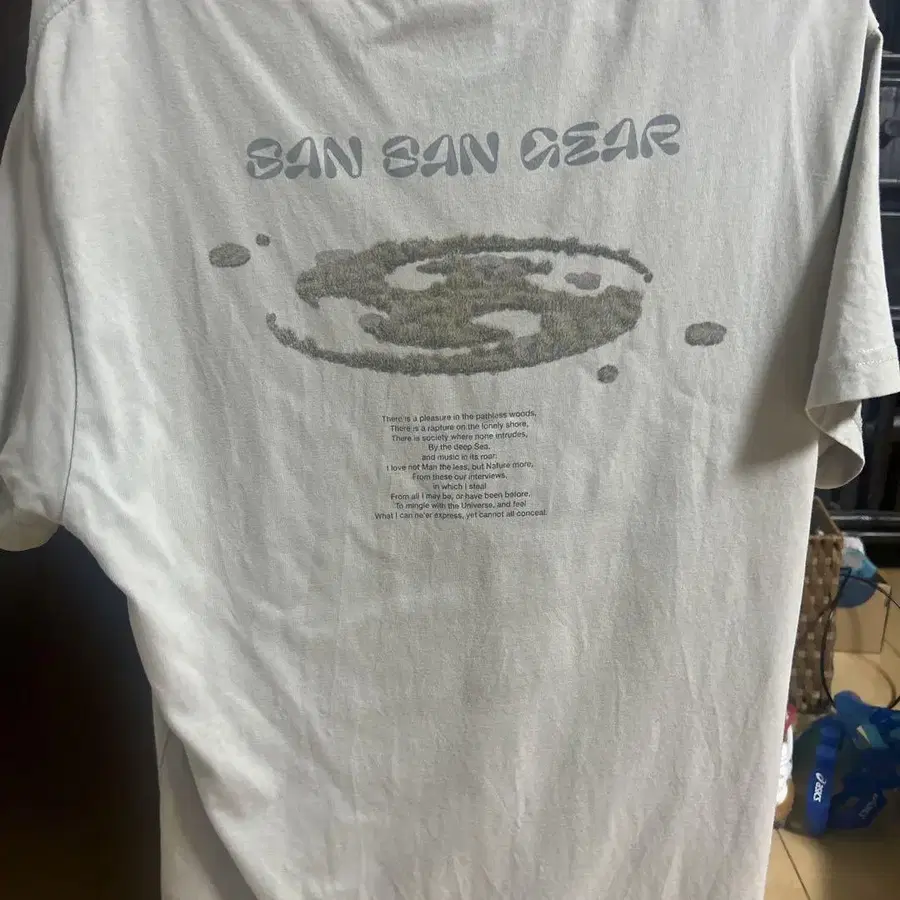 SAN SAN GEAR
There is a pleasure in the pathless woods,
There is a rapture on the lonely shore,
There is society where none intrudes,
By the deep Sea,
and music in its roar:
I love not Man the less, but Nature more,
From these our interviews,
in which I steal
From all I may be, or have been before,
To mingle with the Universe, and feel
What I can ne'er express, yet cannot all conceal.
asics
asics